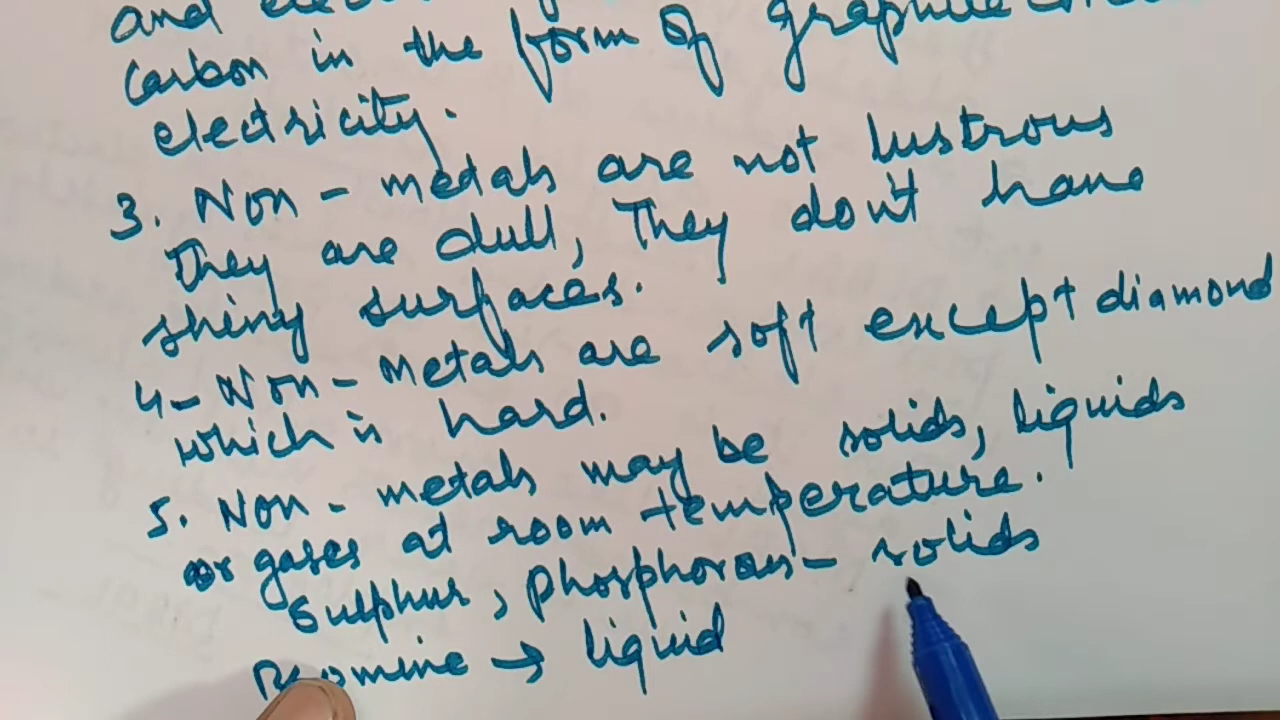 and
carbon in the form of graphite
electricity.
3. Non-metals are not lustrous
They are dull, They don't have
shiny surfaces.
4- Non-metals are soft except diamond
which is hard.
5. Non-metals may be solids, liquids
or gases at room temperature.
Sulphur, phosphorous - solids
Bromine → liquid